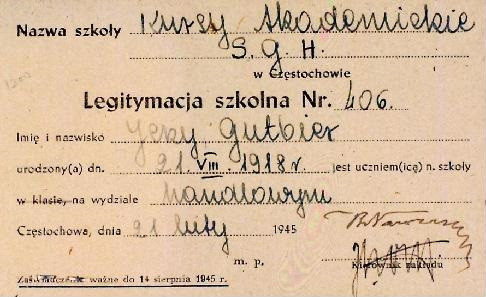 Nazwa szkoły Kursy Akademickie
S. G. H.
w Częstochowie
Legitymacja szkolna Nr. 406.
Imię i nazwisko Jerzy Gutbier
urodzony(a) dn. 21. VIII. 1918 r. jest uczniem(icą) n. szkoły
w klasie, na wydziale handlowym
Częstochowa, dnia 21 luty 1945
m. p.
Kierownik zakładu
Zaświadczenie ważne do 14 sierpnia 1945 r.